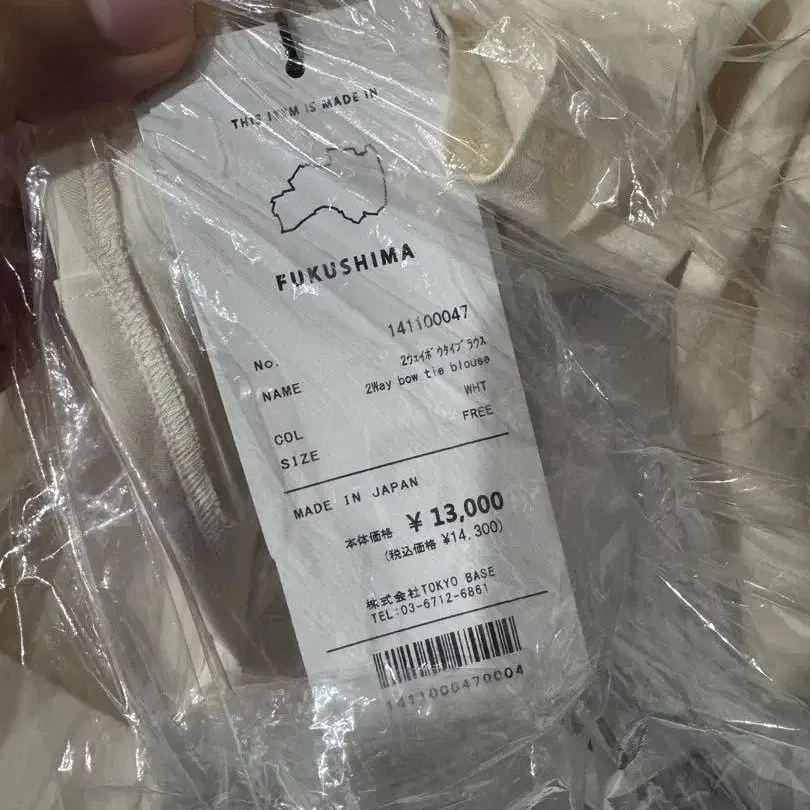 THIS ITEM IS MADE IN
FUKUSHIMA
No. 141100047
NAME 2ウェイボウタイブラウス
2Way bow tie blouse
COL WHT
SIZE FREE
MADE IN JAPAN
本体価格 ¥ 13,000
(税込価格 ¥14,300)
株式会社TOKYO BASE
TEL:03-6712-6861
1411000470004